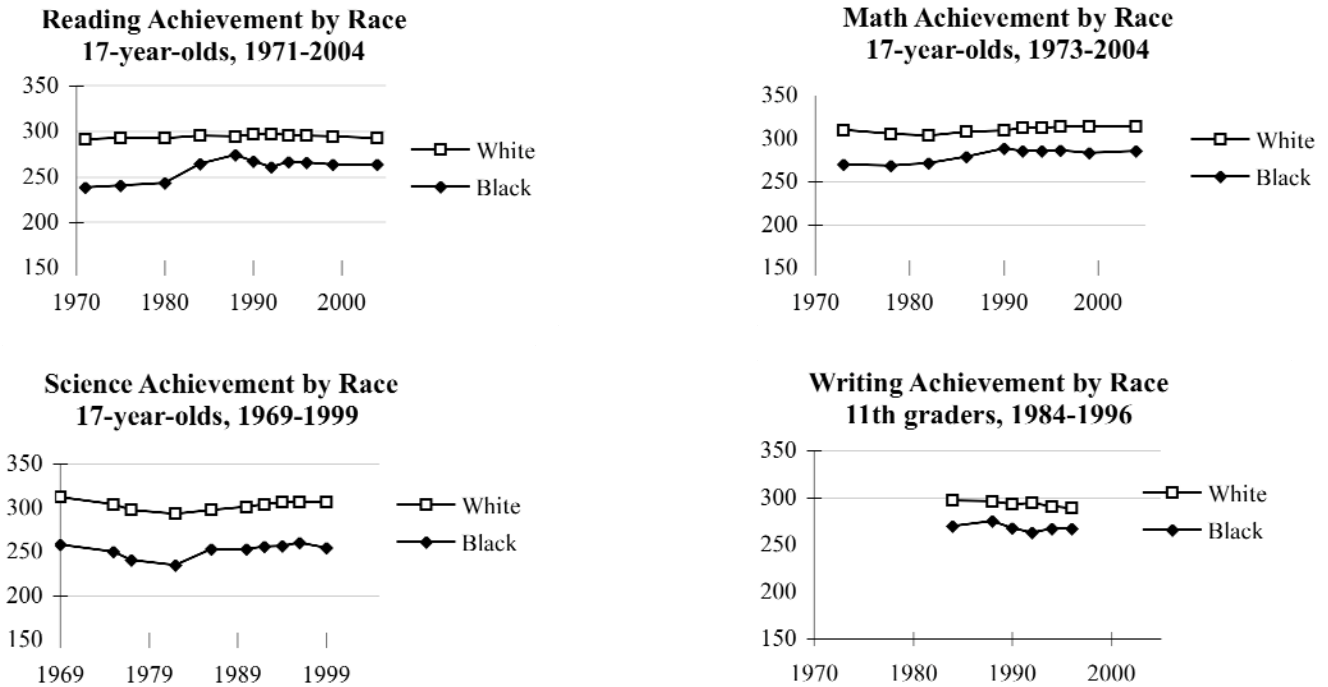 Reading Achievement by Race
17-year-olds, 1971-2004
350
300
250
200
150
1970 1980 1990 2000
White
Black
Math Achievement by Race
17-year-olds, 1973-2004
350
300
250
200
150
1970 1980 1990 2000
White
Black
Science Achievement by Race
17-year-olds, 1969-1999
350
300
250
200
150
1969 1979 1989 1999
White
Black
Writing Achievement by Race
11th graders, 1984-1996
350
300
250
200
150
1970 1980 1990 2000
White
Black